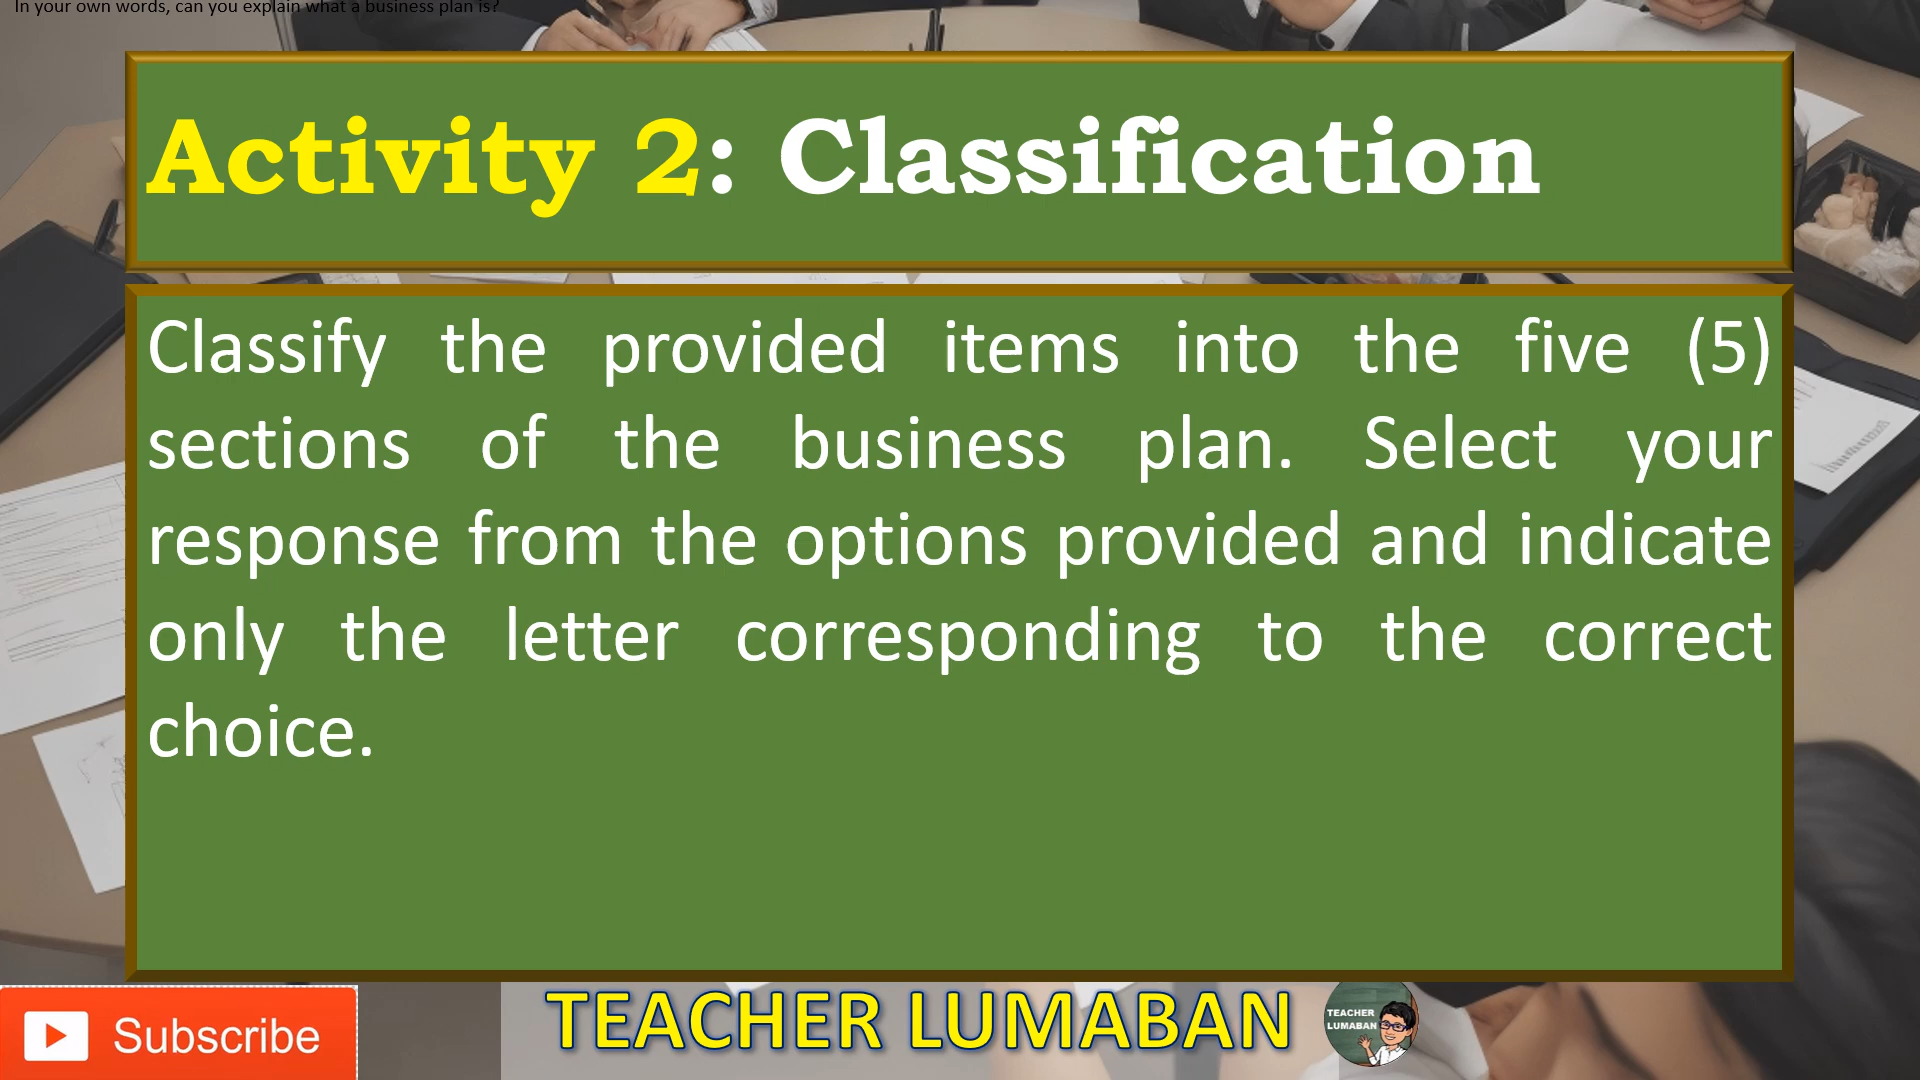 In your own words, can you explain what a business plan is?
Activity 2: Classification
Classify the provided items into the five (5)
sections of the business plan. Select your
response from the options provided and indicate
only the letter corresponding to the correct
choice.
Subscribe
TEACHER LUMABAN
TEACHER
LUMABAN